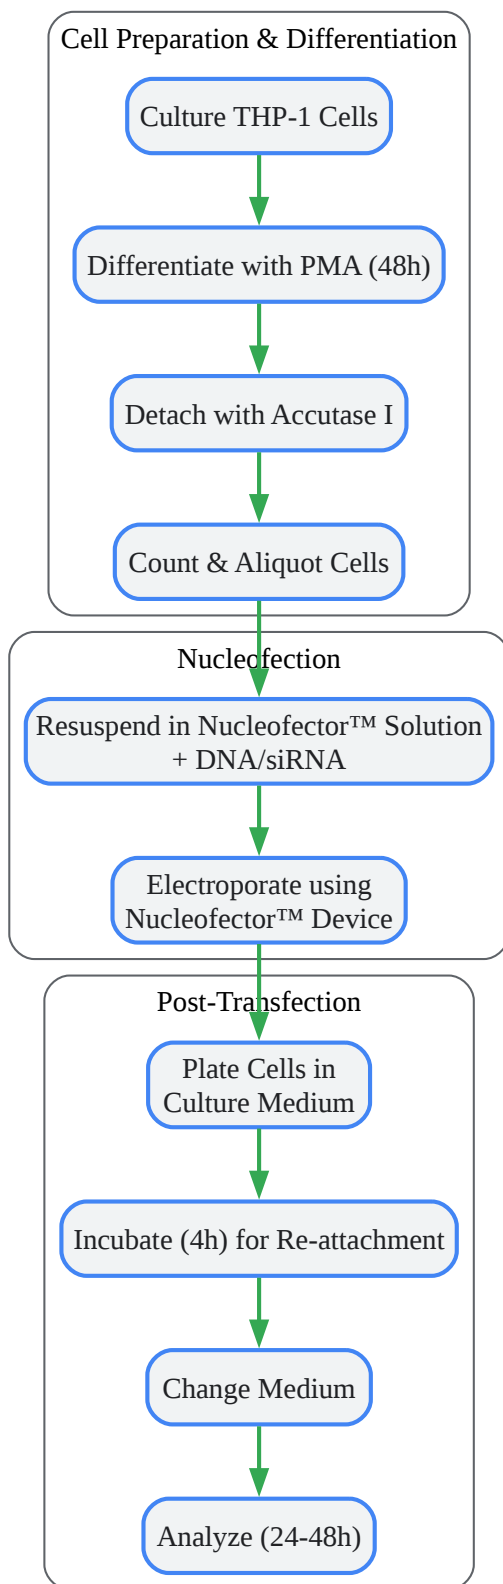 Cell Preparation & Differentiation
Culture THP-1 Cells
Differentiate with PMA (48h)
Detach with Accutase I
Count & Aliquot Cells
Nucleofection
Resuspend in Nucleofector™ Solution
+ DNA/siRNA
Electroporate using
Nucleofector™ Device
Post-Transfection
Plate Cells in
Culture Medium
Incubate (4h) for Re-attachment
Change Medium
Analyze (24-48h)